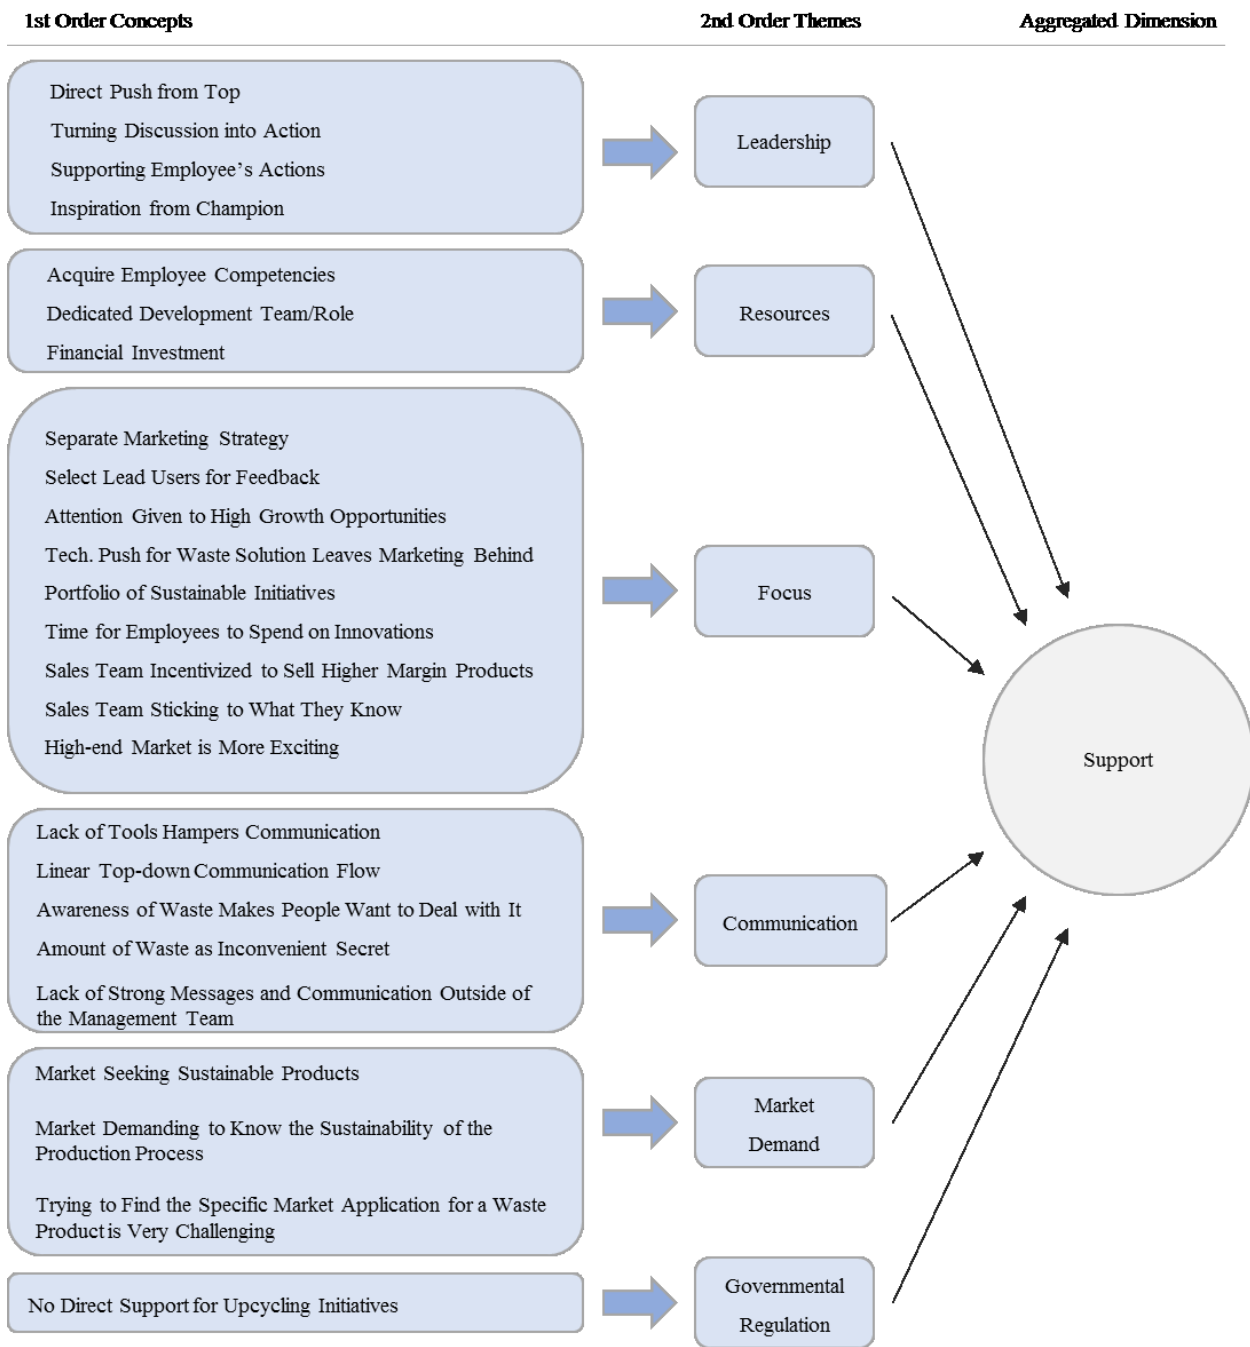 1st Order Concepts
2nd Order Themes
Aggregated Dimension
Direct Push from Top
Turning Discussion into Action
Supporting Employee’s Actions
Inspiration from Champion
Leadership
Acquire Employee Competencies
Dedicated Development Team/Role
Financial Investment
Resources
Separate Marketing Strategy
Select Lead Users for Feedback
Attention Given to High Growth Opportunities
Tech. Push for Waste Solution Leaves Marketing Behind
Portfolio of Sustainable Initiatives
Time for Employees to Spend on Innovations
Sales Team Incentivized to Sell Higher Margin Products
Sales Team Sticking to What They Know
High-end Market is More Exciting
Focus
Support
Lack of Tools Hampers Communication
Linear Top-down Communication Flow
Awareness of Waste Makes People Want to Deal with It
Amount of Waste as Inconvenient Secret
Lack of Strong Messages and Communication Outside of
the Management Team
Communication
Market Seeking Sustainable Products
Market Demanding to Know the Sustainability of the
Production Process
Trying to Find the Specific Market Application for a Waste
Product is Very Challenging
Market
Demand
No Direct Support for Upcycling Initiatives
Governmental
Regulation